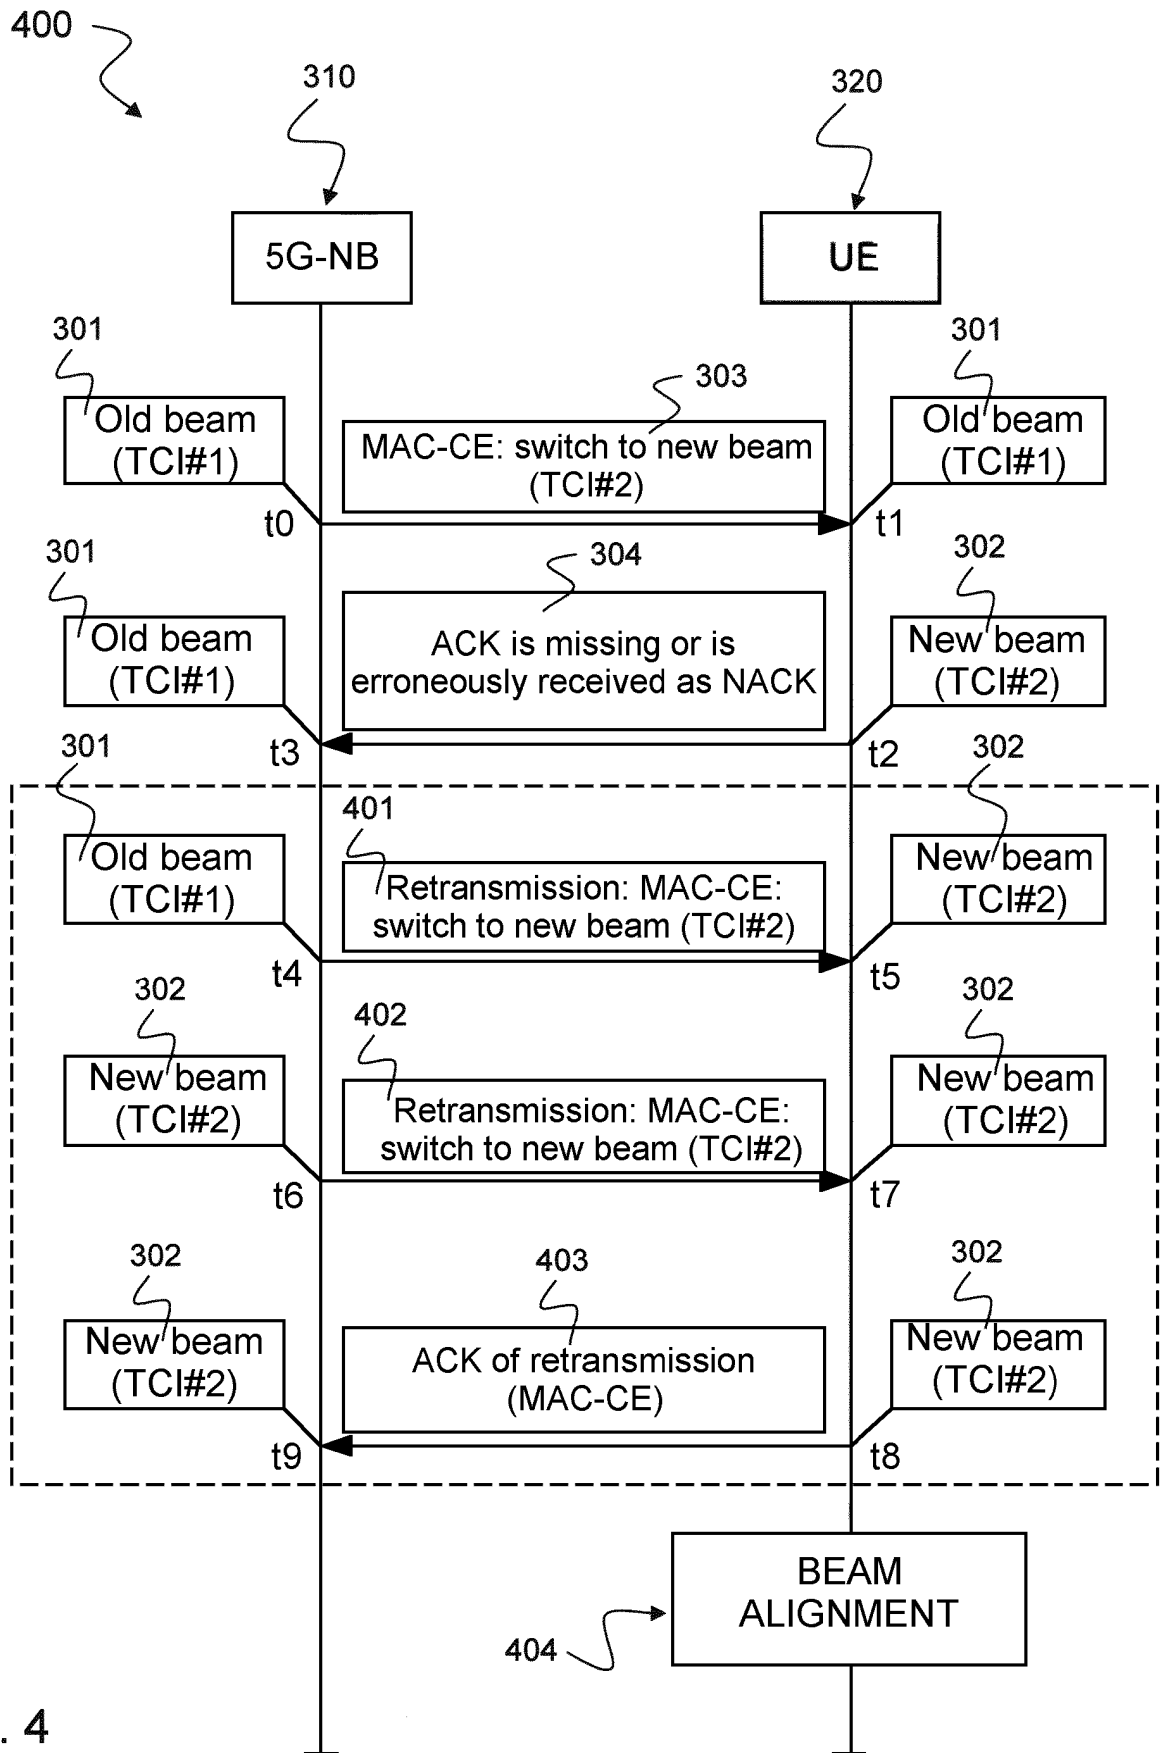 400
310
320
5G-NB
UE
301
301
303
Old beam
(TCI#1)
MAC-CE: switch to new beam
(TCI#2)
Old beam
(TCI#1)
t0
t1
301
304
302
Old beam
(TCI#1)
ACK is missing or is
erroneously received as NACK
New beam
(TCI#2)
t3
t2
301
302
401
Old beam
(TCI#1)
Retransmission: MAC-CE:
switch to new beam (TCI#2)
New beam
(TCI#2)
t4
t5
302
402
302
New beam
(TCI#2)
Retransmission: MAC-CE:
switch to new beam (TCI#2)
New beam
(TCI#2)
t6
t7
302
403
302
New beam
(TCI#2)
ACK of retransmission
(MAC-CE)
New beam
(TCI#2)
t9
t8
BEAM
ALIGNMENT
404
. 4